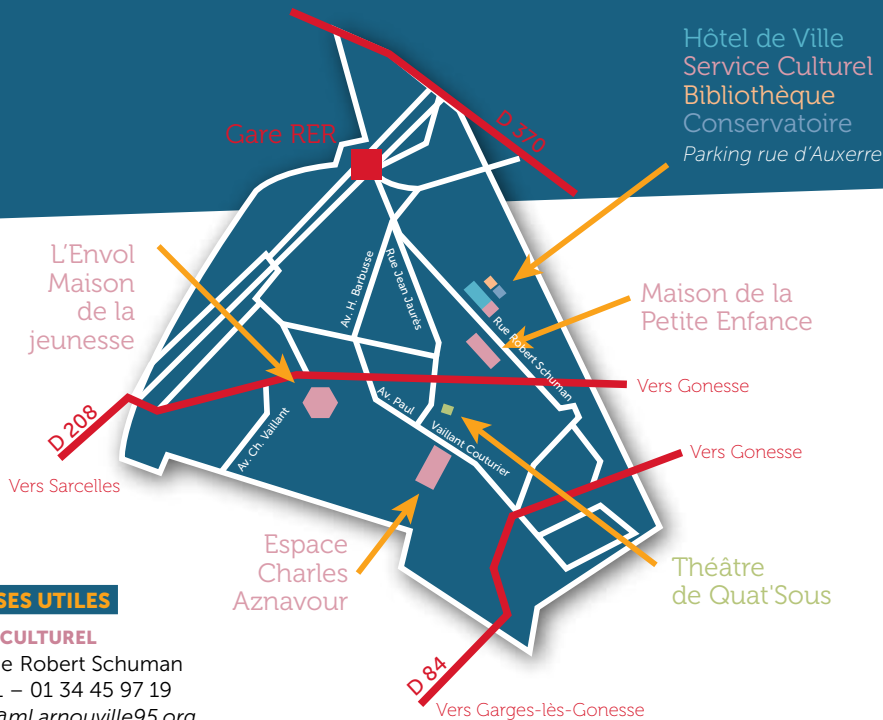 Hôtel de Ville
Service Culturel
Bibliothèque
Conservatoire
Parking rue d'Auxerre
D 370
Gare RER
L'Envol
Maison
de la
jeunesse
Av. H. Barbusse
Rue Jean Jaurès
Rue Robert Schuman
Maison de la
Petite Enfance
Vers Gonesse
D 208
Vers Sarcelles
Av. Ch. Vaillant
Av. Paul
Vaillant Couturier
Vers Gonesse
Espace
Charles
Aznavour
Théâtre
de Quat'Sous
D 84
Vers Garges-lès-Gonesse
SES UTILES
CULTUREL
e Robert Schuman
– 01 34 45 97 19
@ml.arnouville95.org